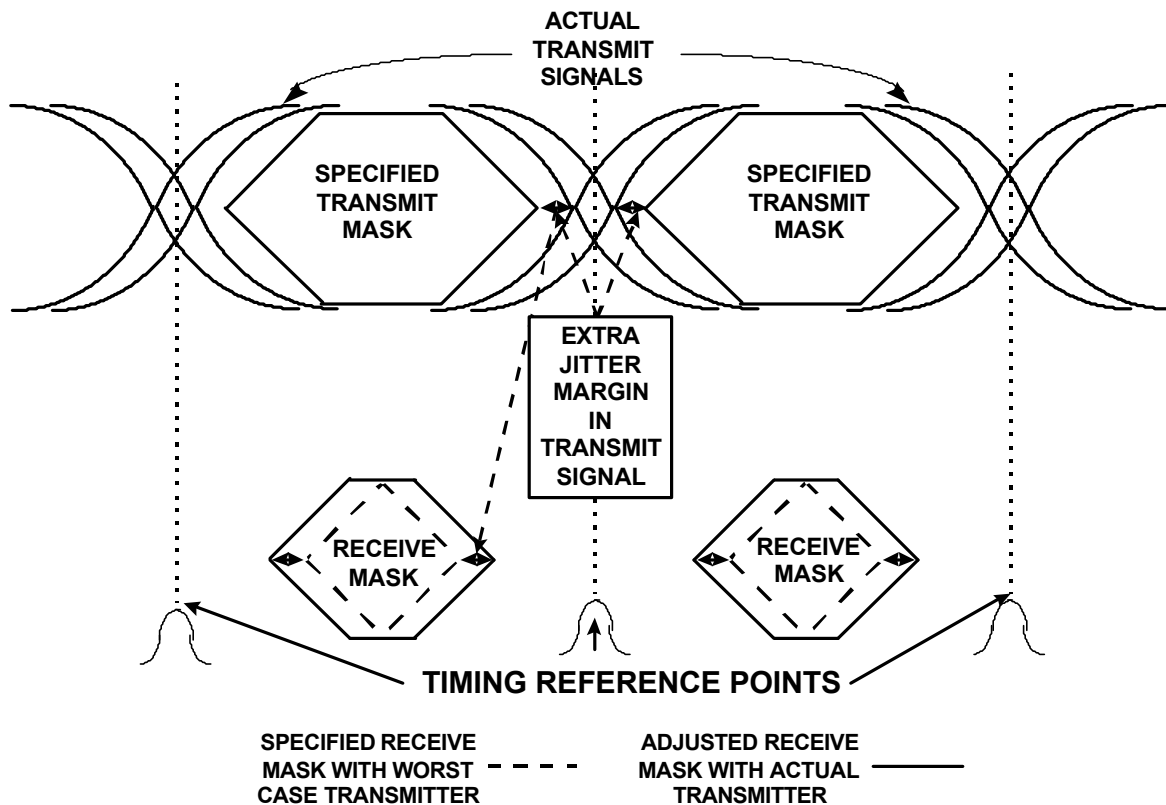 ACTUAL
TRANSMIT
SIGNALS
SPECIFIED
TRANSMIT
MASK
SPECIFIED
TRANSMIT
MASK
EXTRA
JITTER
MARGIN
IN
TRANSMIT
SIGNAL
RECEIVE
MASK
RECEIVE
MASK
TIMING REFERENCE POINTS
SPECIFIED RECEIVE
MASK WITH WORST
CASE TRANSMITTER
ADJUSTED RECEIVE
MASK WITH ACTUAL
TRANSMITTER